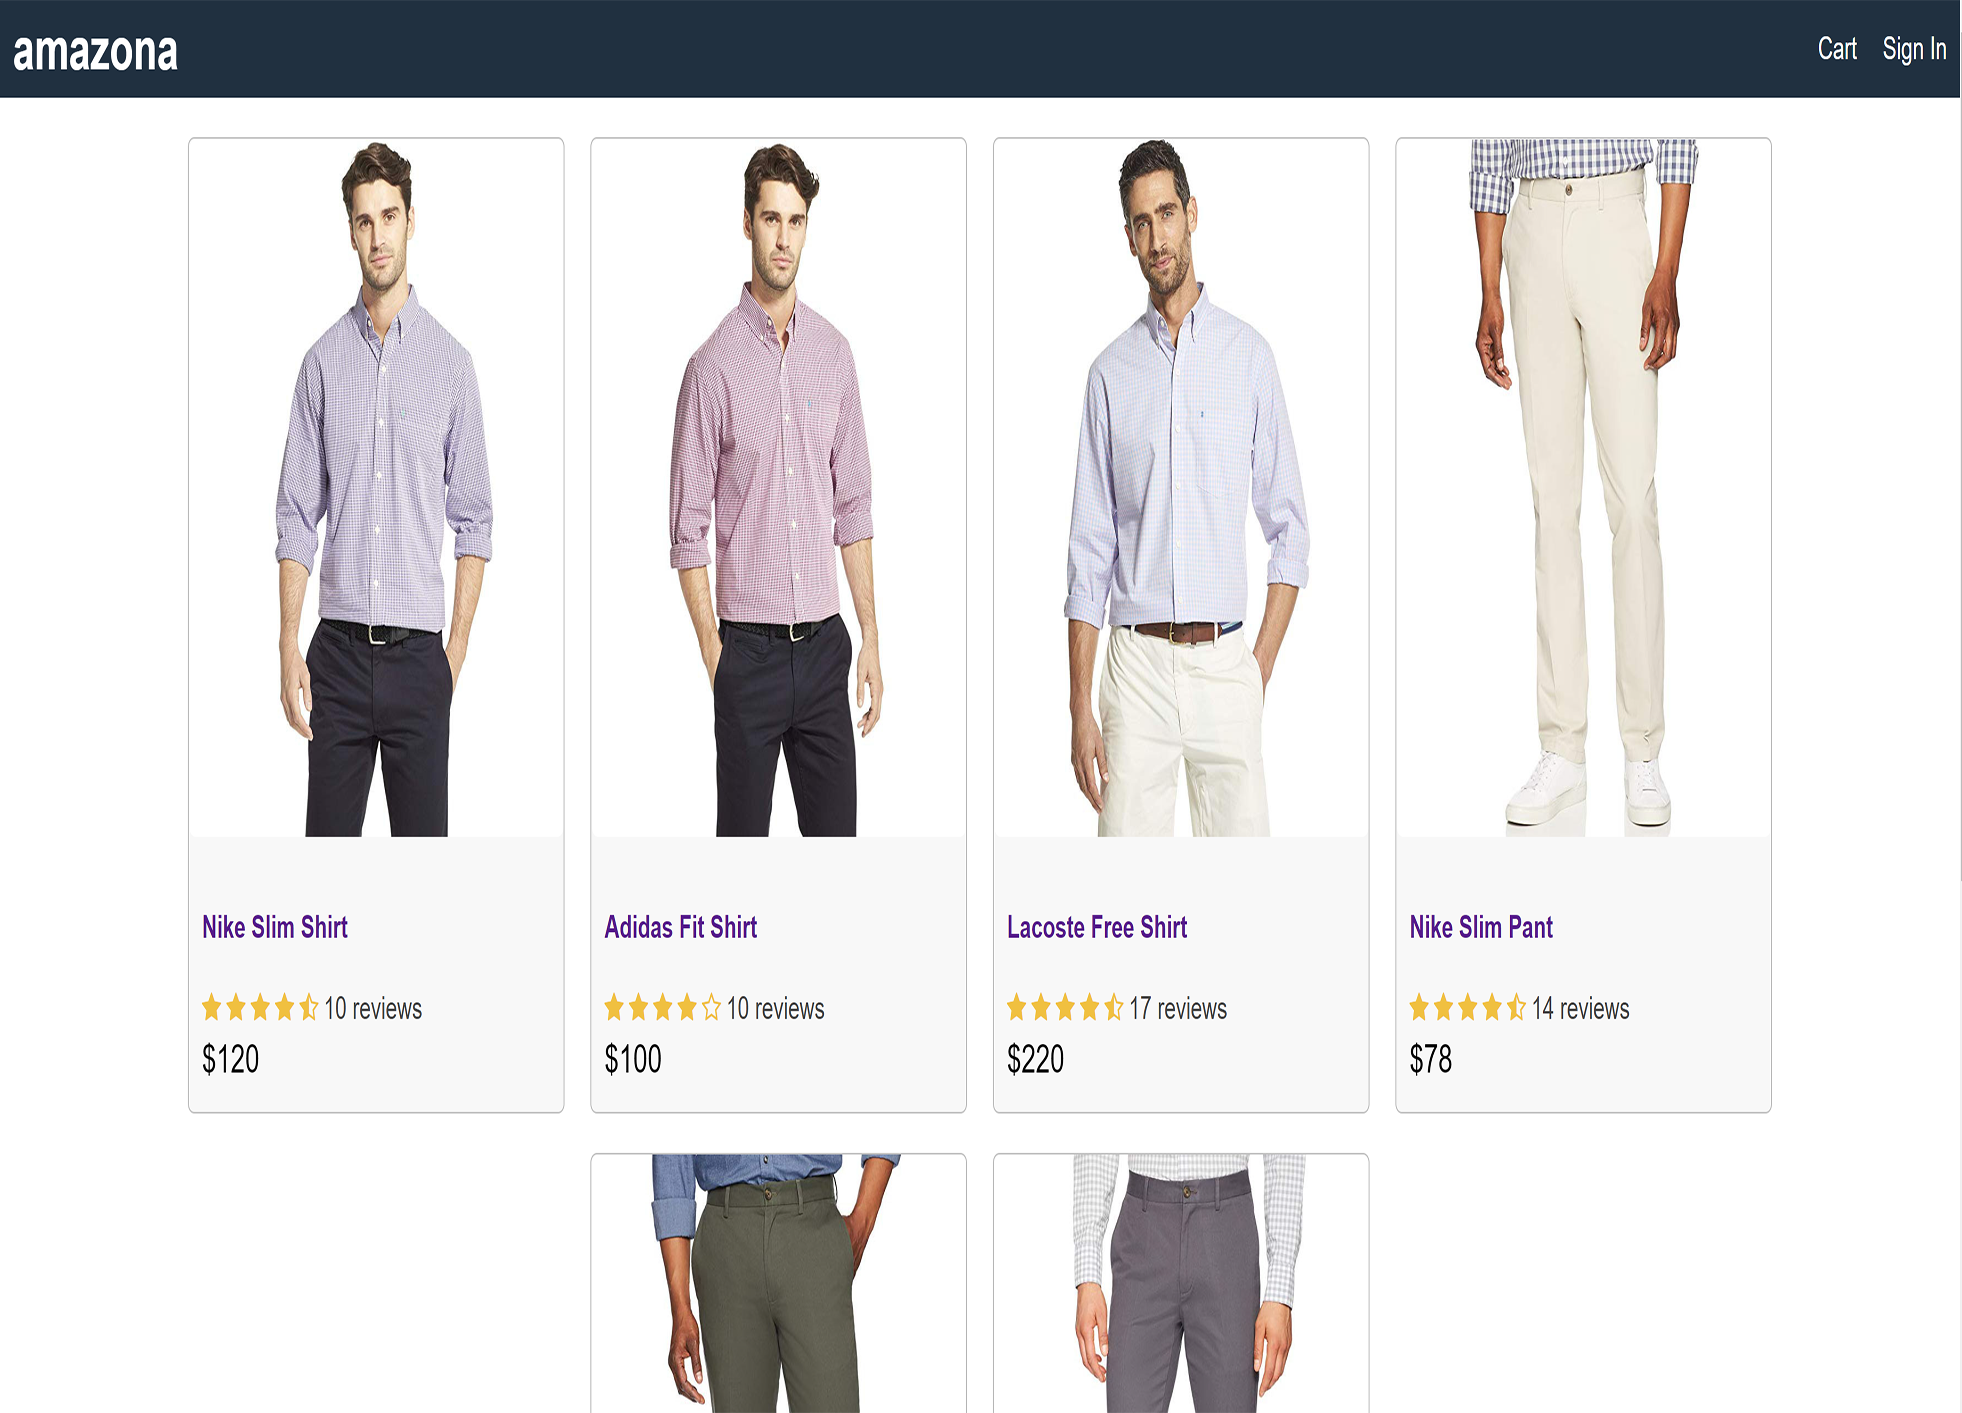 amazona
Cart Sign In
Nike Slim Shirt
10 reviews
$120
Adidas Fit Shirt
10 reviews
$100
Lacoste Free Shirt
17 reviews
$220
Nike Slim Pant
14 reviews
$78